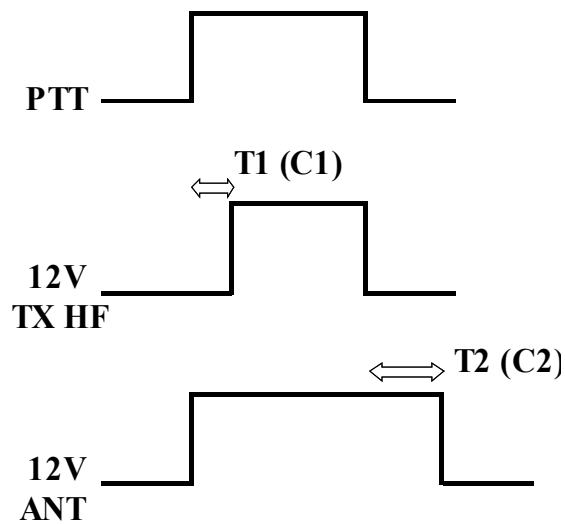 PTT
T1 (C1)
12V
TX HF
T2 (C2)
12V
ANT